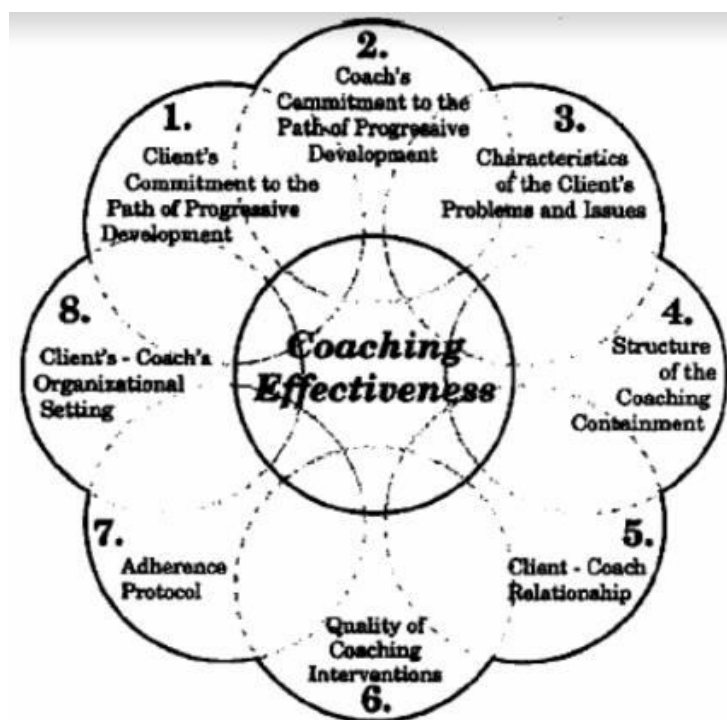 1.
Client's
Commitment to the
Path of Progressive
Development
2.
Coach's
Commitment to the
Path of Progressive
Development
3.
Characteristics
of the Client's
Problems and Issues
4.
Structure
of the
Coaching
Containment
5.
Client - Coach
Relationship
Quality of
Coaching
Interventions
6.
7.
Adherence
Protocol
8.
Client's - Coach's
Organizational
Setting
Coaching
Effectiveness